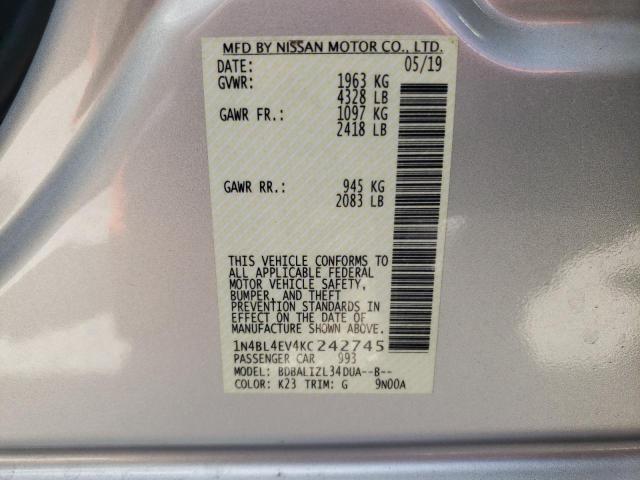 MFD BY NISSAN MOTOR CO., LTD.
DATE: 05/19
GVWR: 1963 KG
4328 LB
GAWR FR.: 1097 KG
2418 LB
GAWR RR.: 945 KG
2083 LB
THIS VEHICLE CONFORMS TO
ALL APPLICABLE FEDERAL
MOTOR VEHICLE SAFETY,
BUMPER, AND THEFT
PREVENTION STANDARDS IN
EFFECT ON THE DATE OF
MANUFACTURE SHOWN ABOVE.
1N4BL4EV4KC242745
PASSENGER CAR 993
MODEL: BDBALIZL34DUA--B--
COLOR: K23 TRIM: G 9N00A